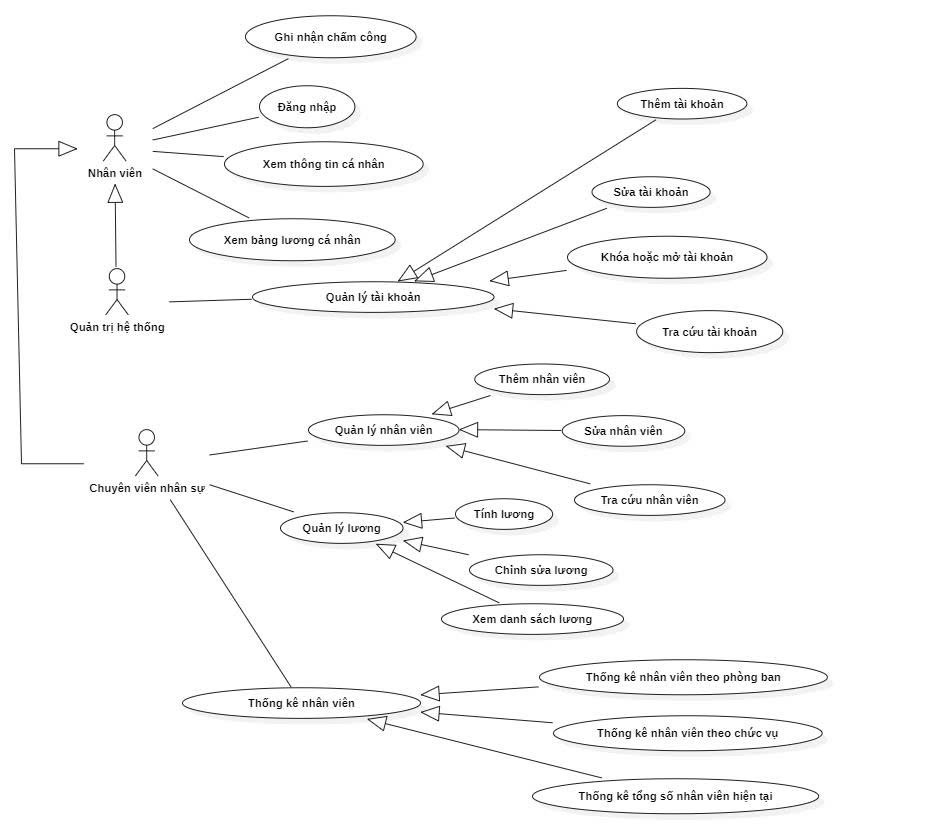 Ghi nhận chấm công
Đăng nhập
Xem thông tin cá nhân
Xem bảng lương cá nhân
Nhân viên
Quản trị hệ thống
Thêm tài khoản
Sửa tài khoản
Khóa hoặc mở tài khoản
Quản lý tài khoản
Tra cứu tài khoản
Thêm nhân viên
Quản lý nhân viên
Sửa nhân viên
Chuyên viên nhân sự
Tra cứu nhân viên
Tính lương
Quản lý lương
Chỉnh sửa lương
Xem danh sách lương
Thống kê nhân viên theo phòng ban
Thống kê nhân viên
Thống kê nhân viên theo chức vụ
Thống kê tổng số nhân viên hiện tại